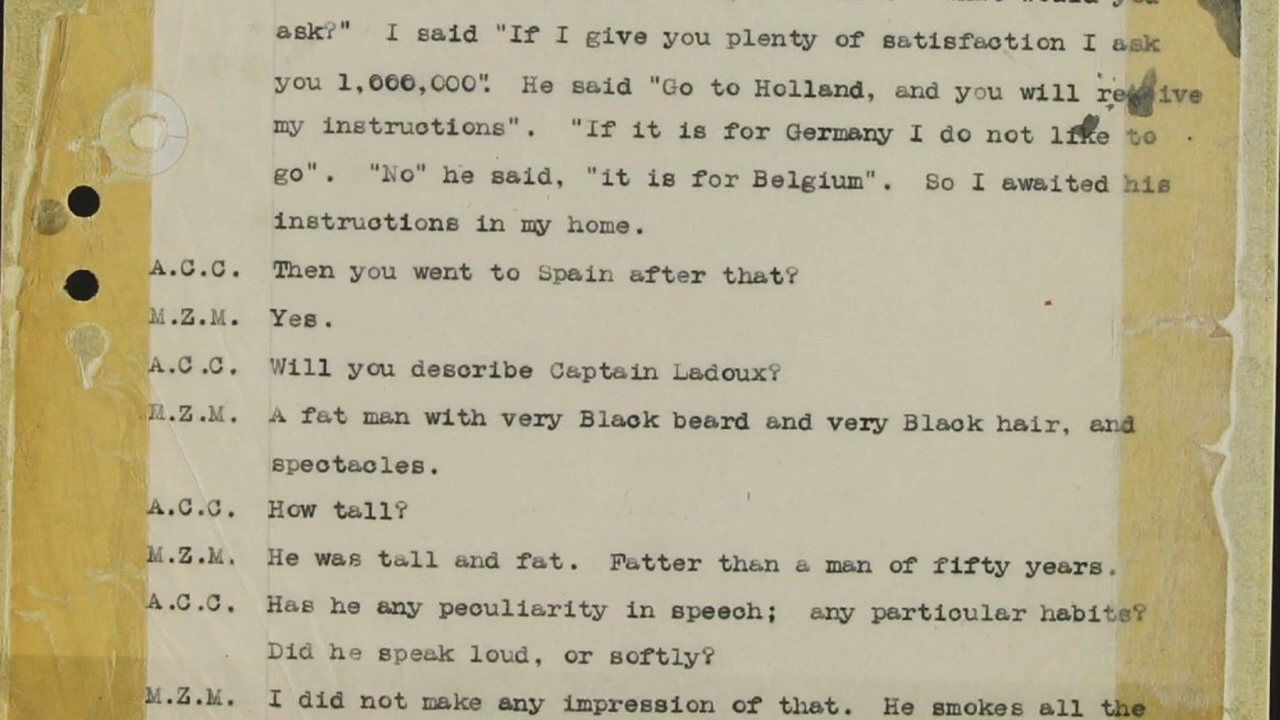 ask?"  I said "If I give you plenty of satisfaction I ask
you 1,000,000".  He said "Go to Holland, and you will receive
my instructions".  "If it is for Germany I do not like to
go".  "No" he said, "it is for Belgium".  So I awaited his
instructions in my home.
A.C.C.  Then you went to Spain after that?
M.Z.M.  Yes.
A.C.C.  Will you describe Captain Ladoux?
M.Z.M.  A fat man with very Black beard and very Black hair, and
spectacles.
A.C.C.  How tall?
M.Z.M.  He was tall and fat.  Fatter than a man of fifty years.
A.C.C.  Has he any peculiarity in speech;  any particular habits?
Did he speak loud, or softly?
M.Z.M.  I did not make any impression of that.  He smokes all the